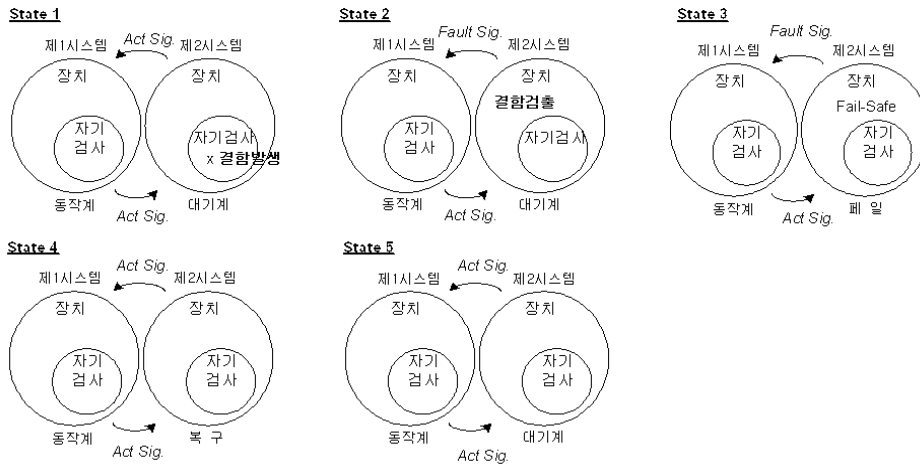 State 1
Act Sig.
제1시스템 제2시스템
장치 장치
자기
검사
자기검사
x 결함발생
동작계 대기계
Act Sig.
State 2
Fault Sig.
제1시스템 제2시스템
장치 장치
결함검출
자기
검사
자기검사
동작계 대기계
Act Sig.
State 3
Fault Sig.
제1시스템 제2시스템
장치 장치
Fail-Safe
자기 자기
검사 검사
동작계 페 일
Act Sig.
State 4
Act Sig.
제1시스템 제2시스템
장치 장치
자기 자기
검사 검사
동작계 복 구
Act Sig.
State 5
Act Sig.
제1시스템 제2시스템
장치 장치
자기 자기
검사 검사
동작계 대기계
Act Sig.